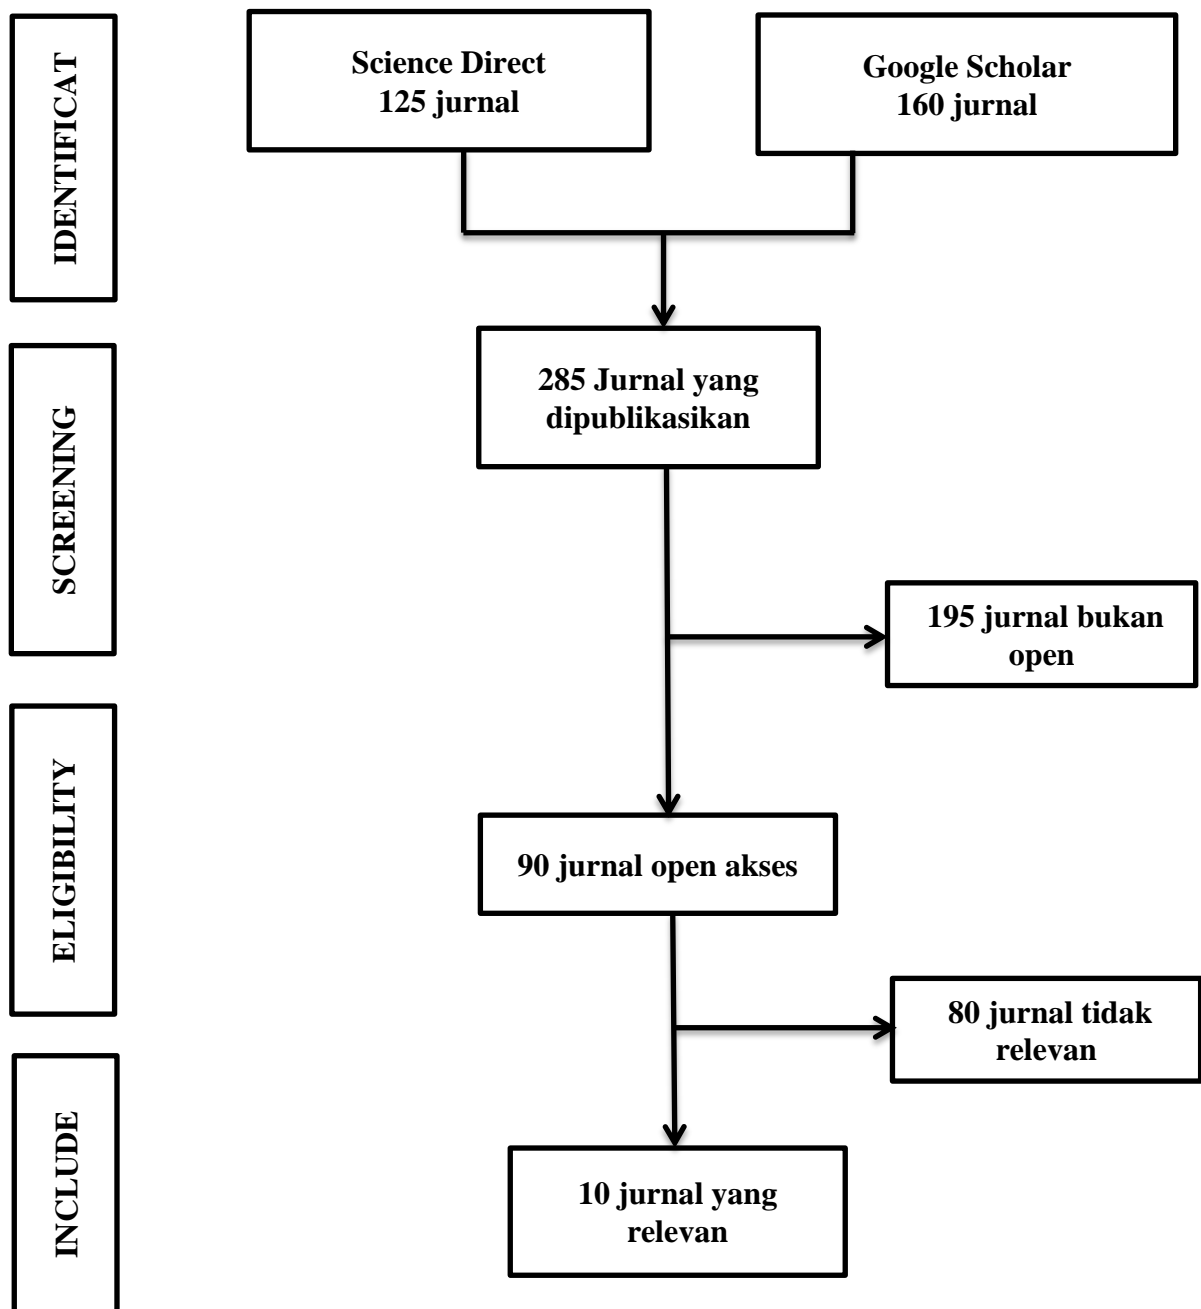 IDENTIFICAT
Science Direct
125 jurnal
Google Scholar
160 jurnal
SCREENING
285 Jurnal yang
dipublikasikan
195 jurnal bukan
open
ELIGIBILITY
90 jurnal open akses
80 jurnal tidak
relevan
INCLUDE
10 jurnal yang
relevan